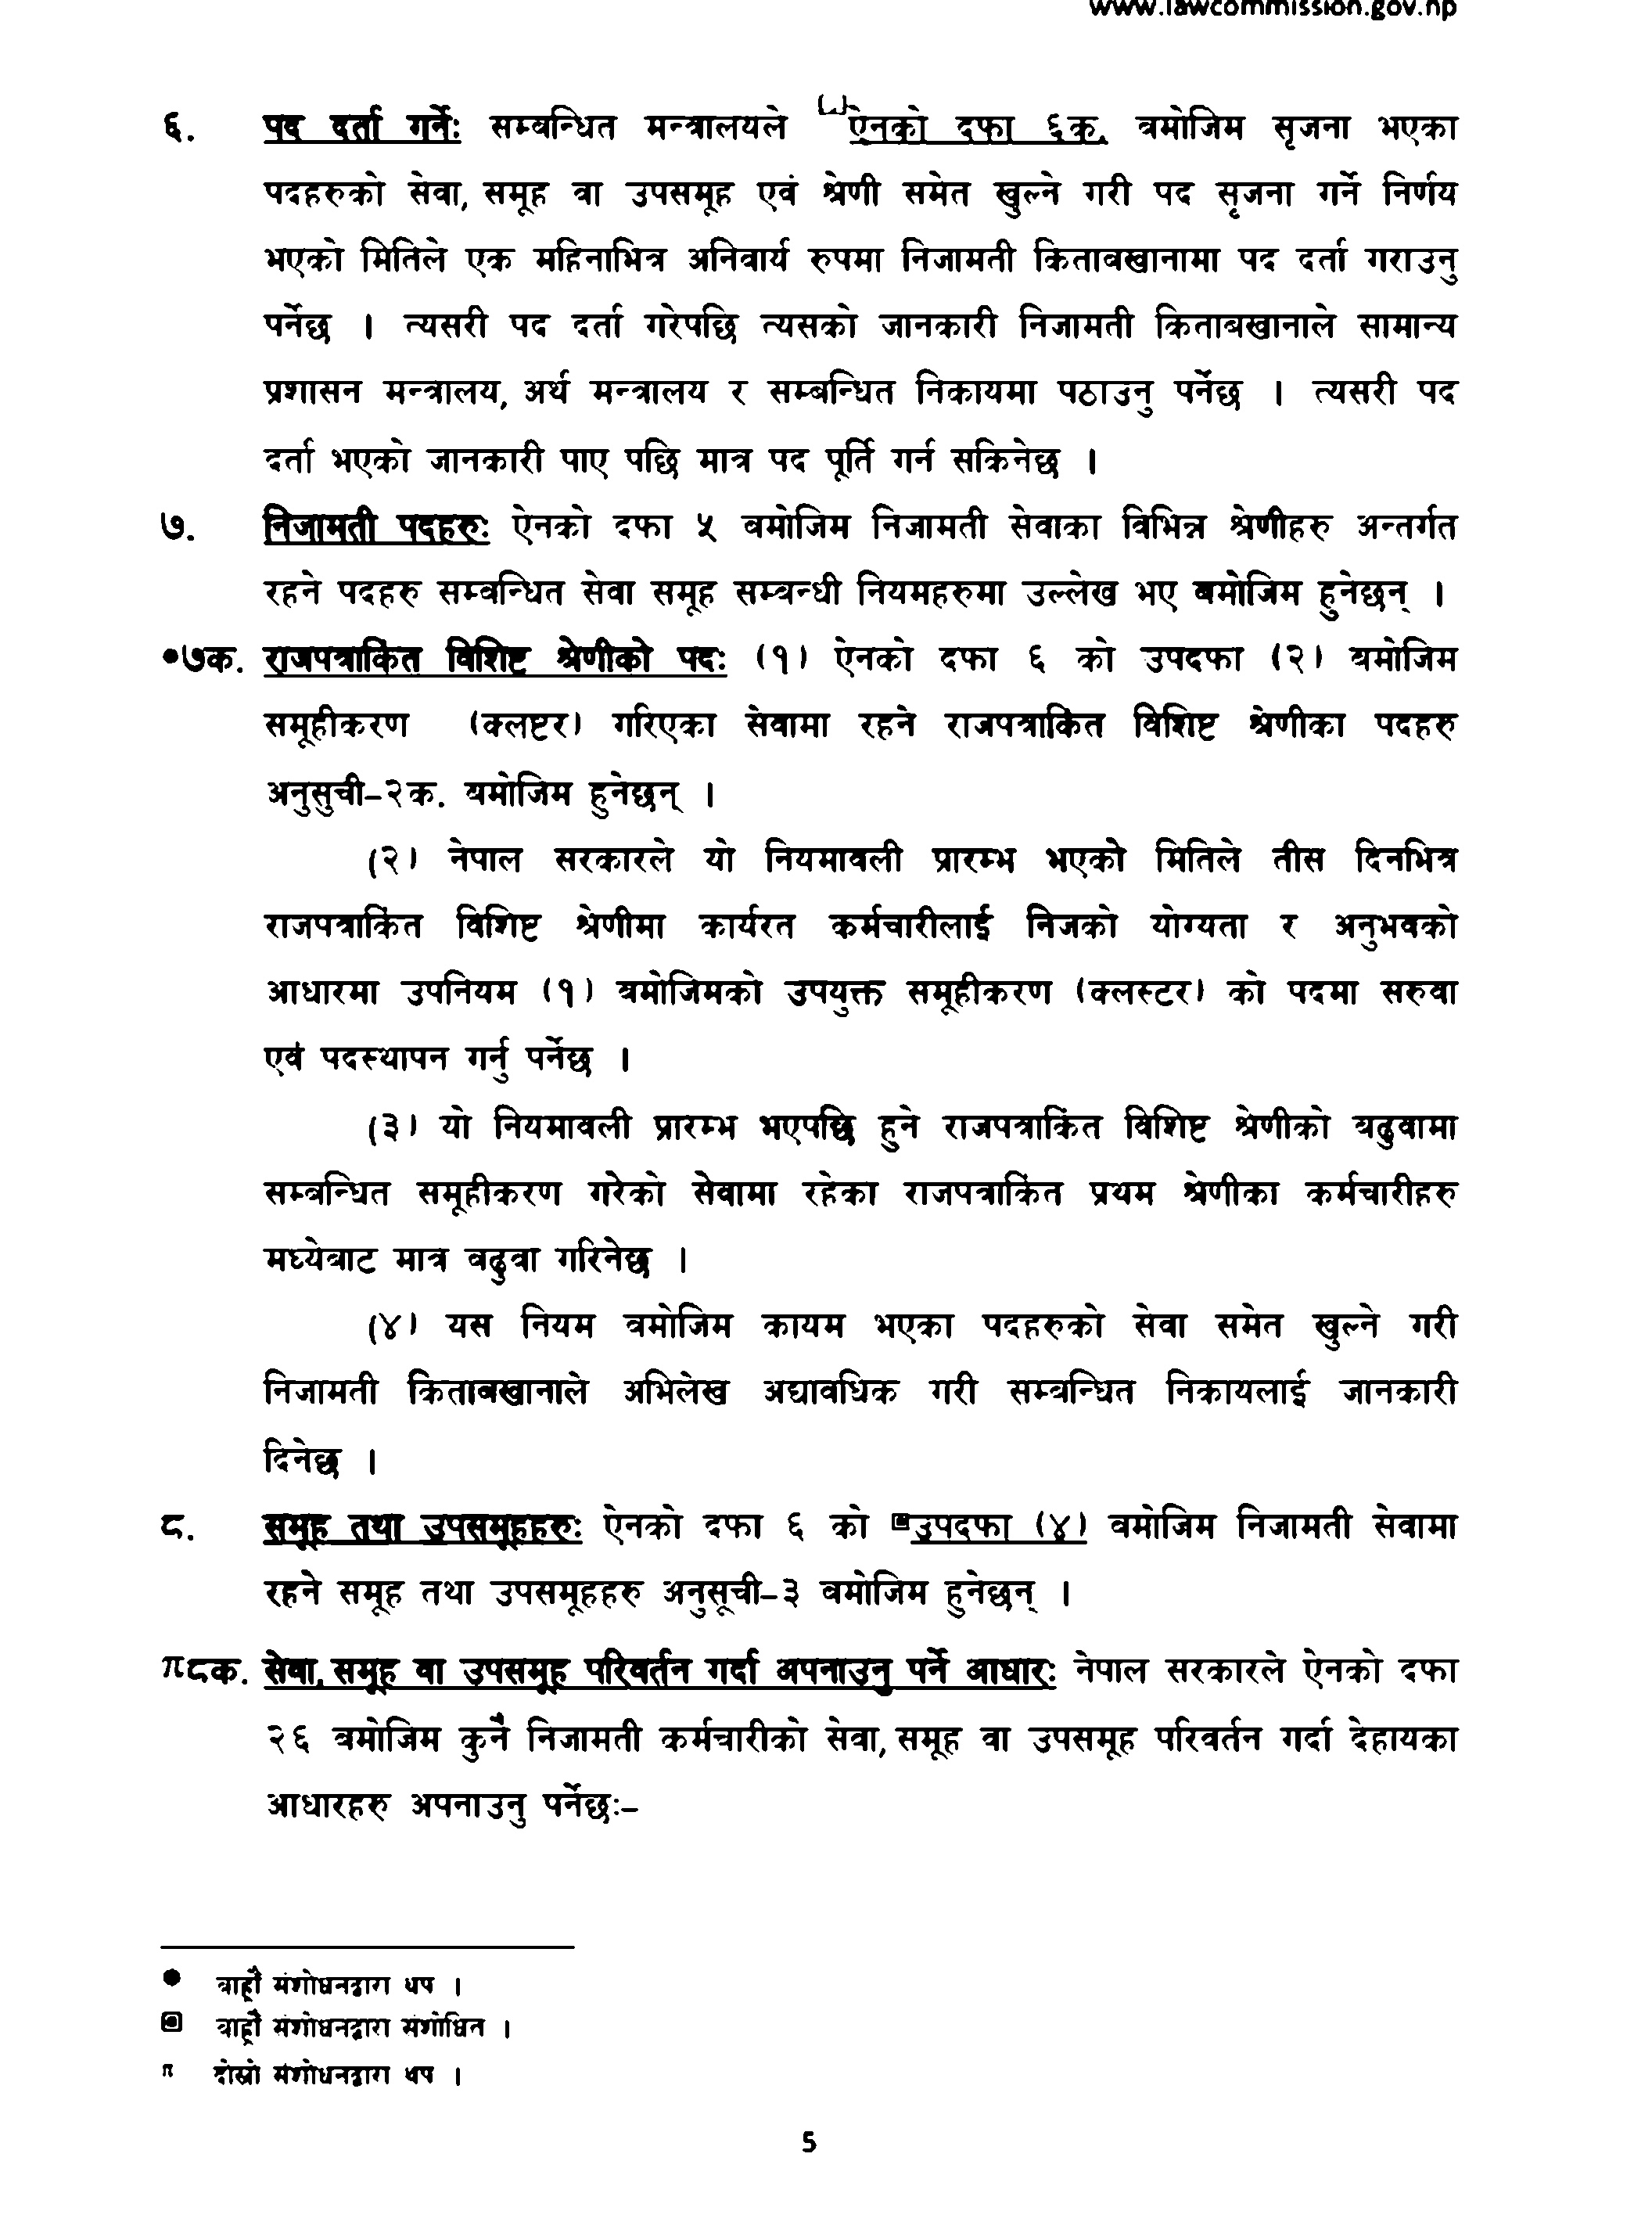 www.lawcommission.gov.np
६. पद दर्ता गर्नेः सम्बन्धित मन्त्रालयले ऐनको दफा ६क. बमोजिम सृजना भएका
पदहरुको सेवा, समूह वा उपसमूह एवं श्रेणी समेत खुल्ने गरी पद सृजना गर्ने निर्णय
भएको मितिले एक महिनाभित्र अनिवार्य रुपमा निजामती किताबखानामा पद दर्ता गराउनु
पर्नेछ । त्यसरी पद दर्ता गरेपछि त्यसको जानकारी निजामती किताबखानाले सामान्य
प्रशासन मन्त्रालय, अर्थ मन्त्रालय र सम्बन्धित निकायमा पठाउनु पर्नेछ । त्यसरी पद
दर्ता भएको जानकारी पाए पछि मात्र पद पूर्ति गर्न सकिनेछ ।
७. निजामती पदहरुः ऐनको दफा ५ बमोजिम निजामती सेवाका विभिन्न श्रेणीहरु अन्तर्गत
रहने पदहरु सम्बन्धित सेवा समूह सम्बन्धी नियमहरुमा उल्लेख भए बमोजिम हुनेछन् ।
●७क. राजपत्राकिंत विशिष्ट श्रेणीको पदः (१) ऐनको दफा ६ को उपदफा (२) बमोजिम
समूहीकरण (क्लष्टर) गरिएका सेवामा रहने राजपत्राकिंत विशिष्ट श्रेणीका पदहरु
अनुसुची–२क. बमोजिम हुनेछन् ।
(२) नेपाल सरकारले यो नियमावली प्रारम्भ भएको मितिले तीस दिनभित्र
राजपत्राकिंत विशिष्ट श्रेणीमा कार्यरत कर्मचारीलाई निजको योग्यता र अनुभवको
आधारमा उपनियम (१) बमोजिमको उपयुक्त समूहीकरण (क्लस्टर) को पदमा सरुवा
एवं पदस्थापन गर्नु पर्नेछ ।
(३) यो नियमावली प्रारम्भ भएपछि हुने राजपत्राकिंत विशिष्ट श्रेणीको बढुवामा
सम्बन्धित समूहीकरण गरेको सेवामा रहेका राजपत्राकिंत प्रथम श्रेणीका कर्मचारीहरु
मध्येबाट मात्र बढुवा गरिनेछ ।
(४) यस नियम बमोजिम कायम भएका पदहरुको सेवा समेत खुल्ने गरी
निजामती किताबखानाले अभिलेख अद्यावधिक गरी सम्बन्धित निकायलाई जानकारी
दिनेछ ।
८. समूह तथा उपसमूहहरुः ऐनको दफा ६ को उपदफा (४) बमोजिम निजामती सेवामा
रहने समूह तथा उपसमूहहरु अनुसूची–३ बमोजिम हुनेछन् ।
π८क. सेवा, समूह वा उपसमूह परिवर्तन गर्दा अपनाउनु पर्ने आधारः नेपाल सरकारले ऐनको दफा
२६ बमोजिम कुनै निजामती कर्मचारीको सेवा, समूह वा उपसमूह परिवर्तन गर्दा देहायका
आधारहरु अपनाउनु पर्नेछः–
● बाह्रौं संशोधनद्वारा थप ।
बाह्रौं संशोधनद्वारा संशोधित ।
π दोस्रो संशोधनद्वारा थप ।
5